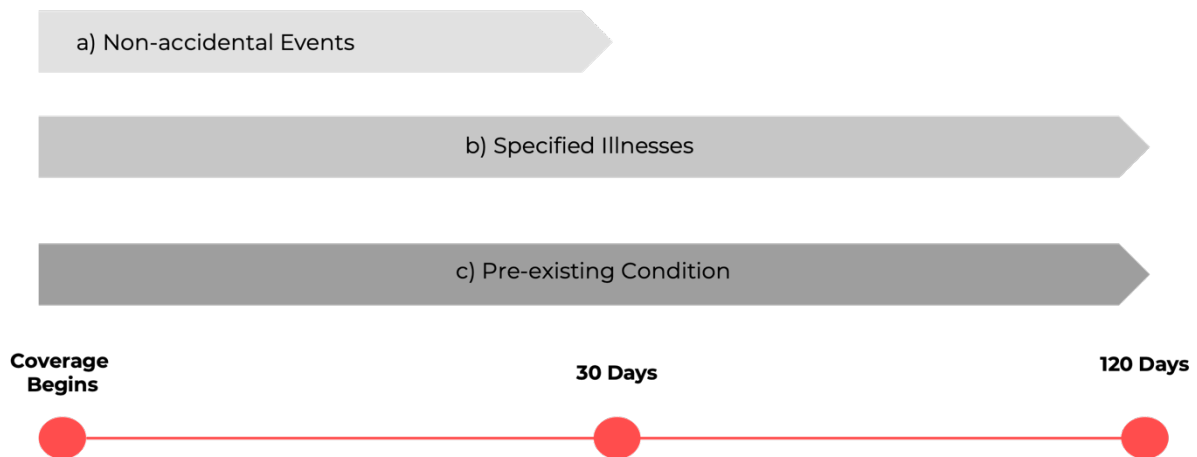 a) Non-accidental Events
b) Specified Illnesses
c) Pre-existing Condition
Coverage
Begins
30 Days
120 Days